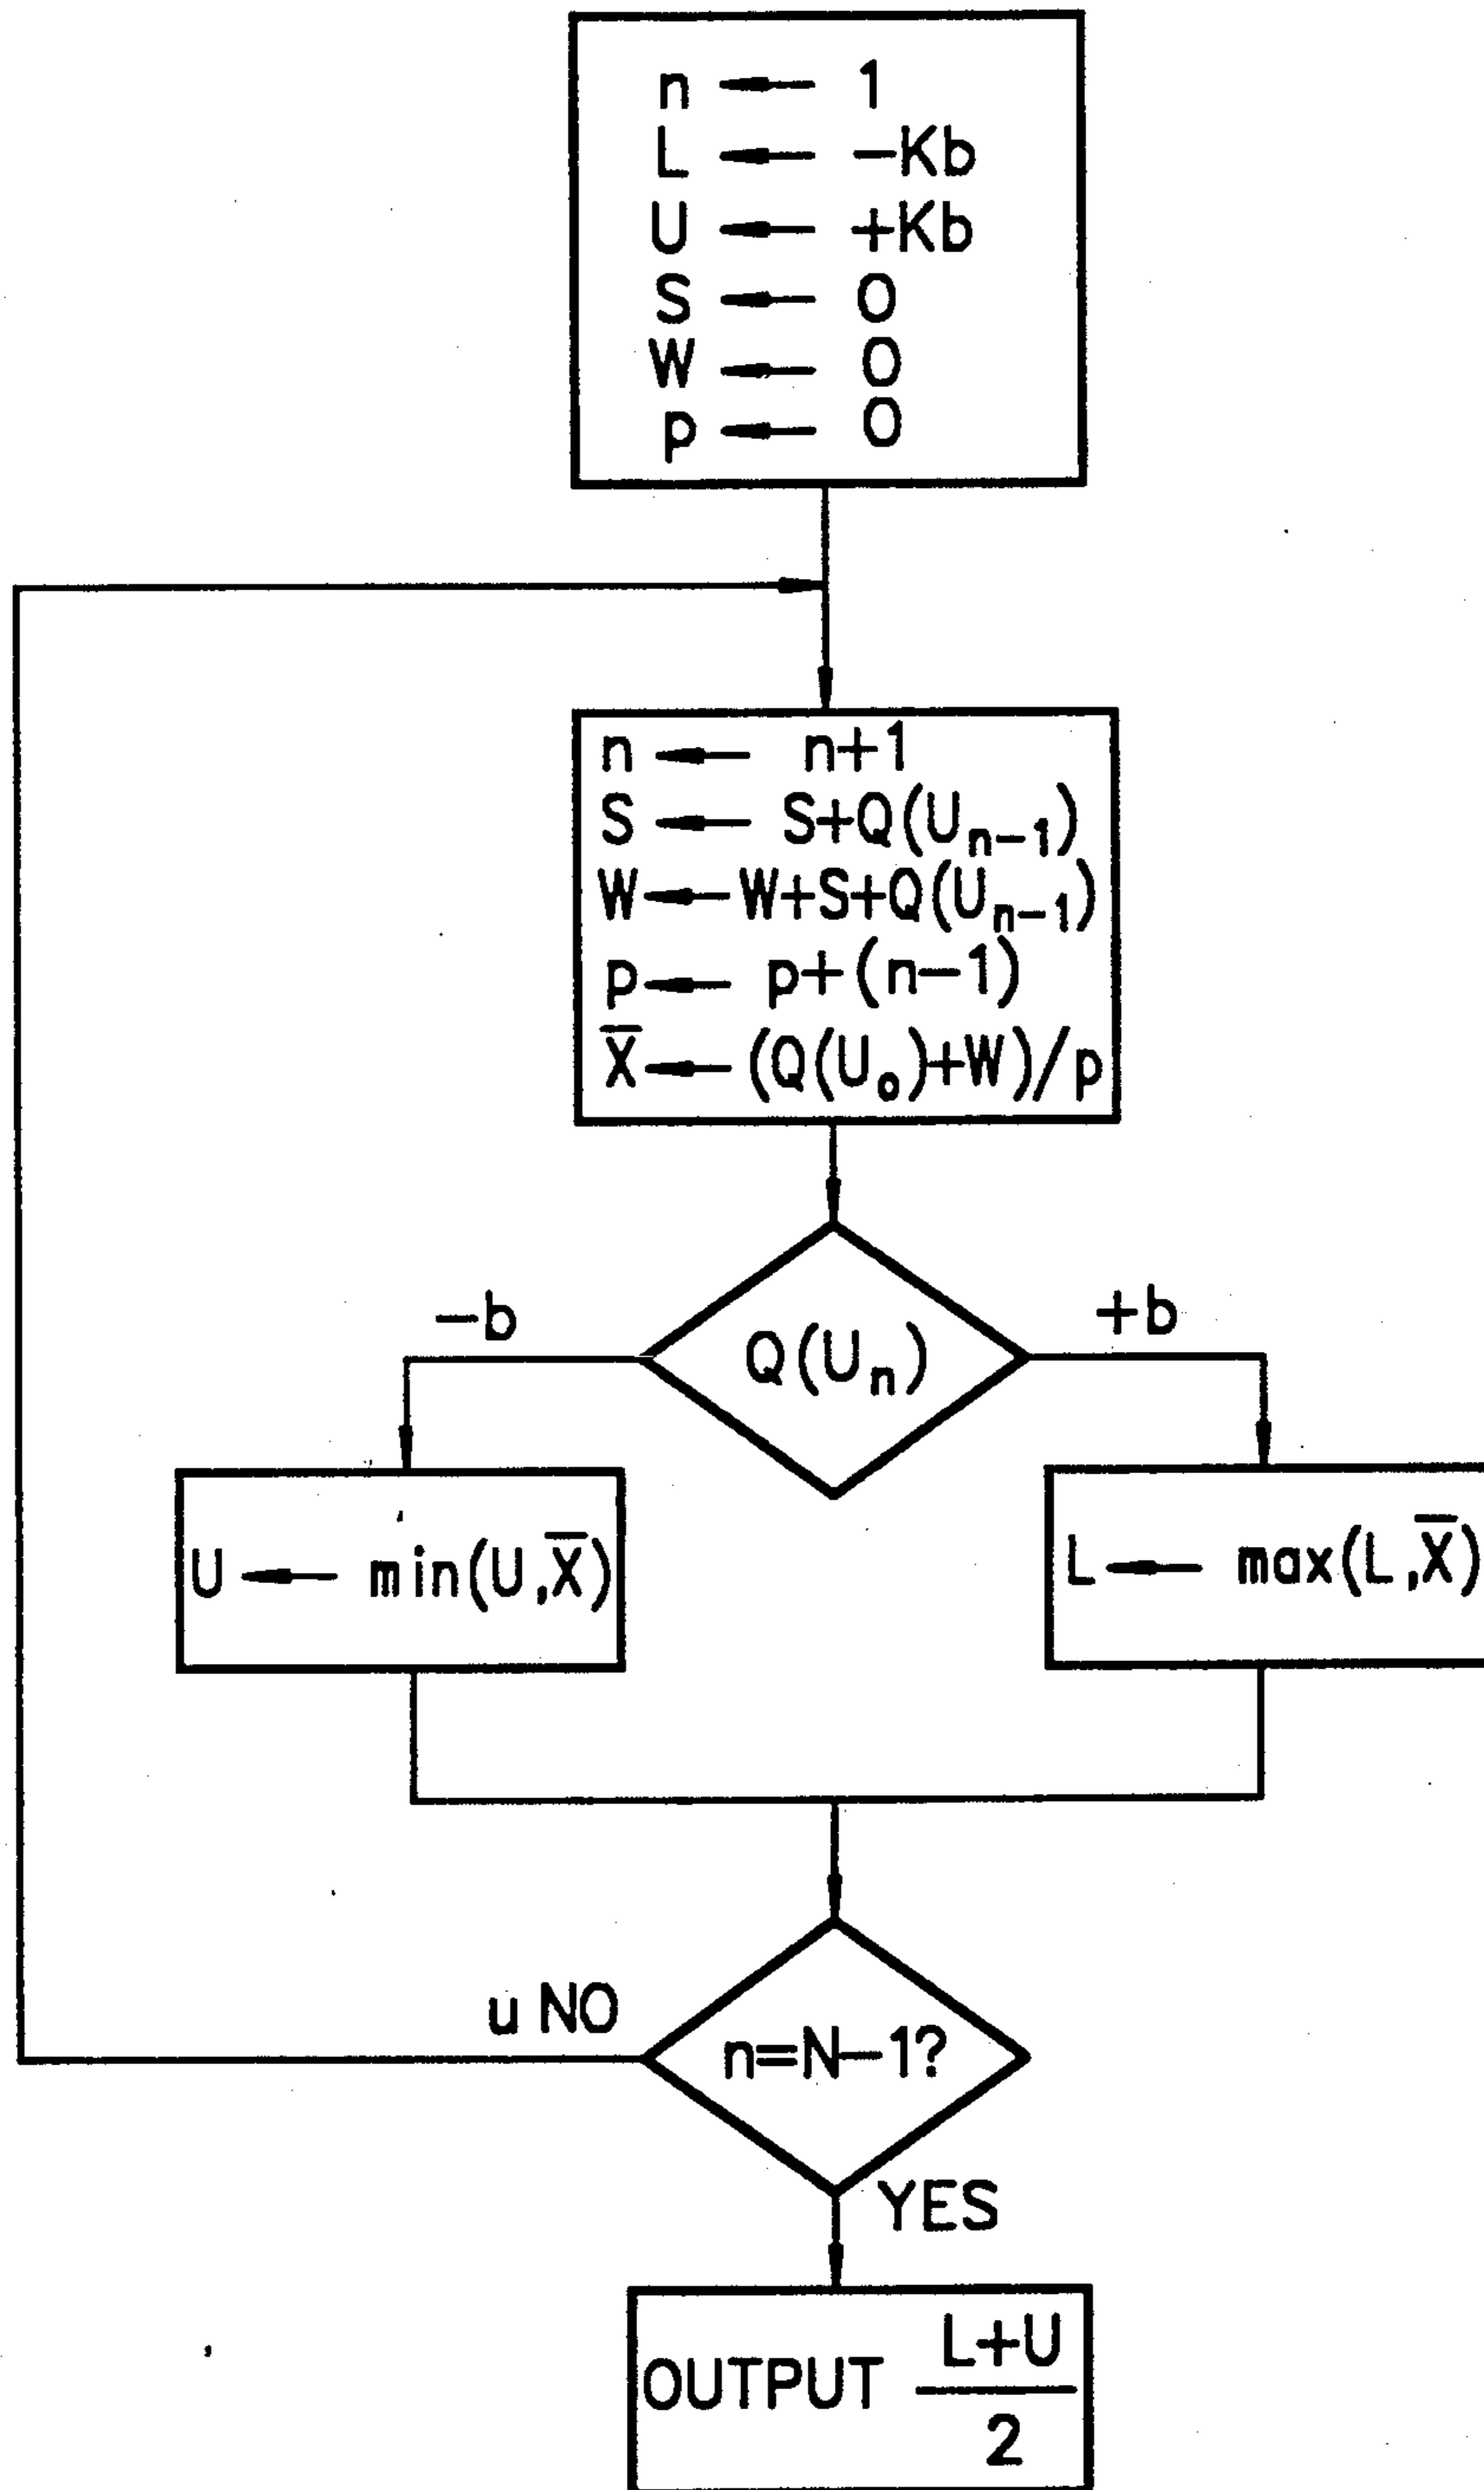 n ← 1
L ← −Kb
U ← +Kb
S ← 0
W ← 0
p ← 0
n ← n+1
S ← S+Q(Uₙ₋₁)
W ← W+S+Q(Uₙ₋₁)
p ← p+(n−1)
X̅ ← (Q(U₀)+W)/p
−b
+b
Q(Uₙ)
U ← min(U,X̅)
L ← max(L,X̅)
u NO
n=N−1?
YES
OUTPUT L+U
2